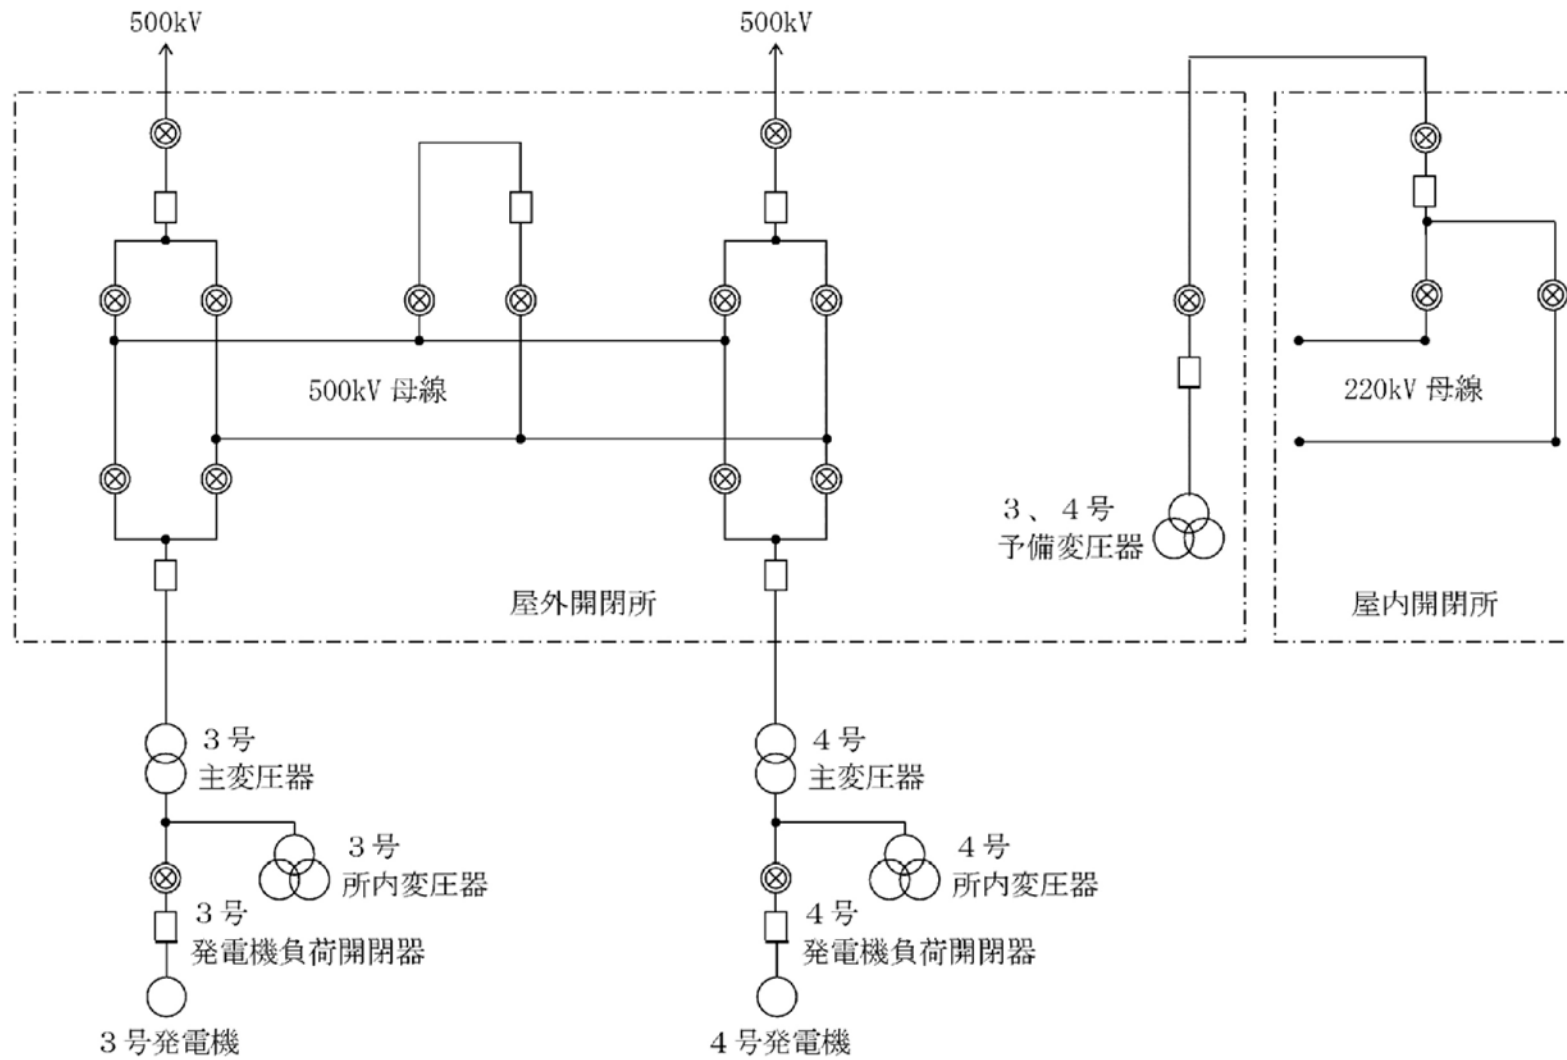 500kV
500kV
500kV 母線
220kV 母線
3、4号
予備変圧器
屋外開閉所
屋内開閉所
3号
主変圧器
4号
主変圧器
3号
所内変圧器
4号
所内変圧器
3号
発電機負荷開閉器
4号
発電機負荷開閉器
3号発電機
4号発電機